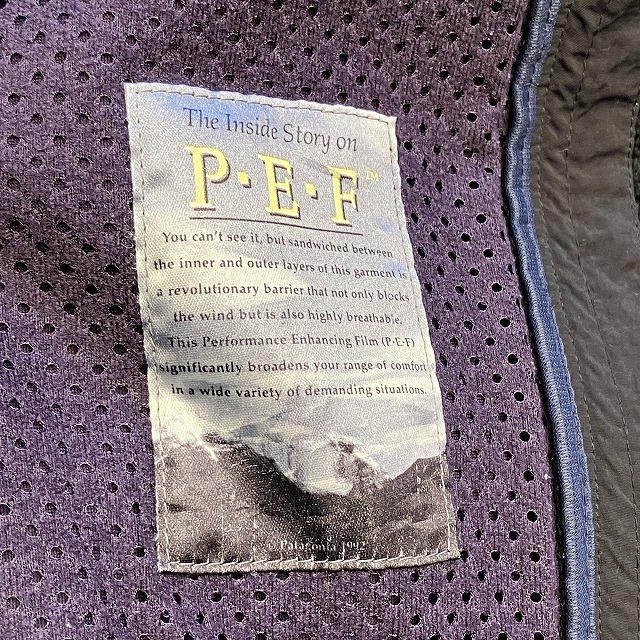 The Inside Story on
P·E·F™
You can't see it, but sandwiched between
the inner and outer layers of this garment is
a revolutionary barrier that not only blocks
the wind but is also highly breathable.
This Performance Enhancing Film (P·E·F)
significantly broadens your range of comfort
in a wide variety of demanding situations.
Patagonia 1992